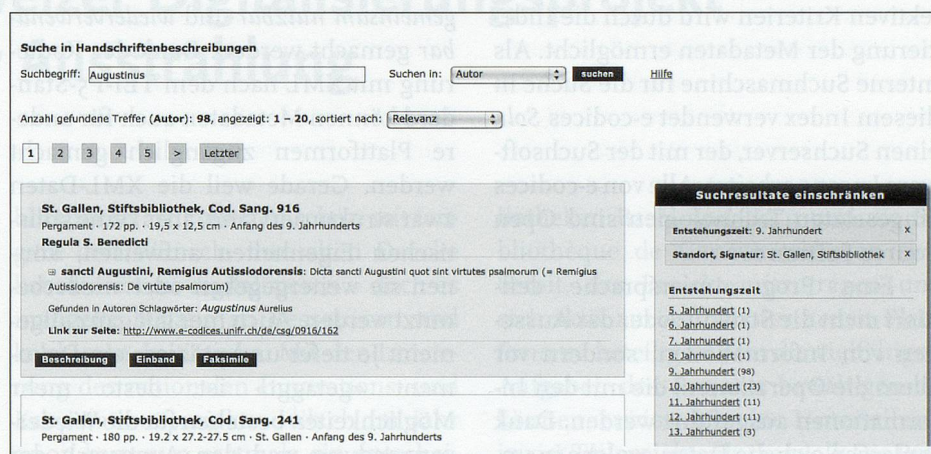 Suche in Handschriftenbeschreibungen
Suchbegriff: Augustinus Suchen in: Autor suchen Hilfe
Anzahl gefundene Treffer (Autor): 98, angezeigt: 1 - 20, sortiert nach: Relevanz
1 2 3 4 5 > Letzter
St. Gallen, Stiftsbibliothek, Cod. Sang. 916
Pergament · 172 pp. · 19,5 x 12,5 cm · Anfang des 9. Jahrhunderts
Regula S. Benedicti
sancti Augustini, Remigius Autissiodorensis: Dicta sancti Augustini quot sint virtutes psalmorum (= Remigius
Autissiodorensis: De virtute psalmorum)
Gefunden in Autor Schlagwörter: Augustinus Aurelius
Link zur Seite: http://www.e-codices.unifr.ch/de/csg/0916/162
Beschreibung Einband Faksimile
St. Gallen, Stiftsbibliothek, Cod. Sang. 241
Pergament · 180 pp. · 19.2 x 27.2-27.5 cm · St. Gallen · Anfang des 9. Jahrhunderts
Suchresultate einschränken
Entstehungszeit: 9. Jahrhundert x
Standort, Signatur: St. Gallen, Stiftsbibliothek x
Entstehungszeit
5. Jahrhundert (1)
6. Jahrhundert (1)
7. Jahrhundert (1)
8. Jahrhundert (1)
9. Jahrhundert (98)
10. Jahrhundert (23)
11. Jahrhundert (11)
12. Jahrhundert (11)
13. Jahrhundert (3)